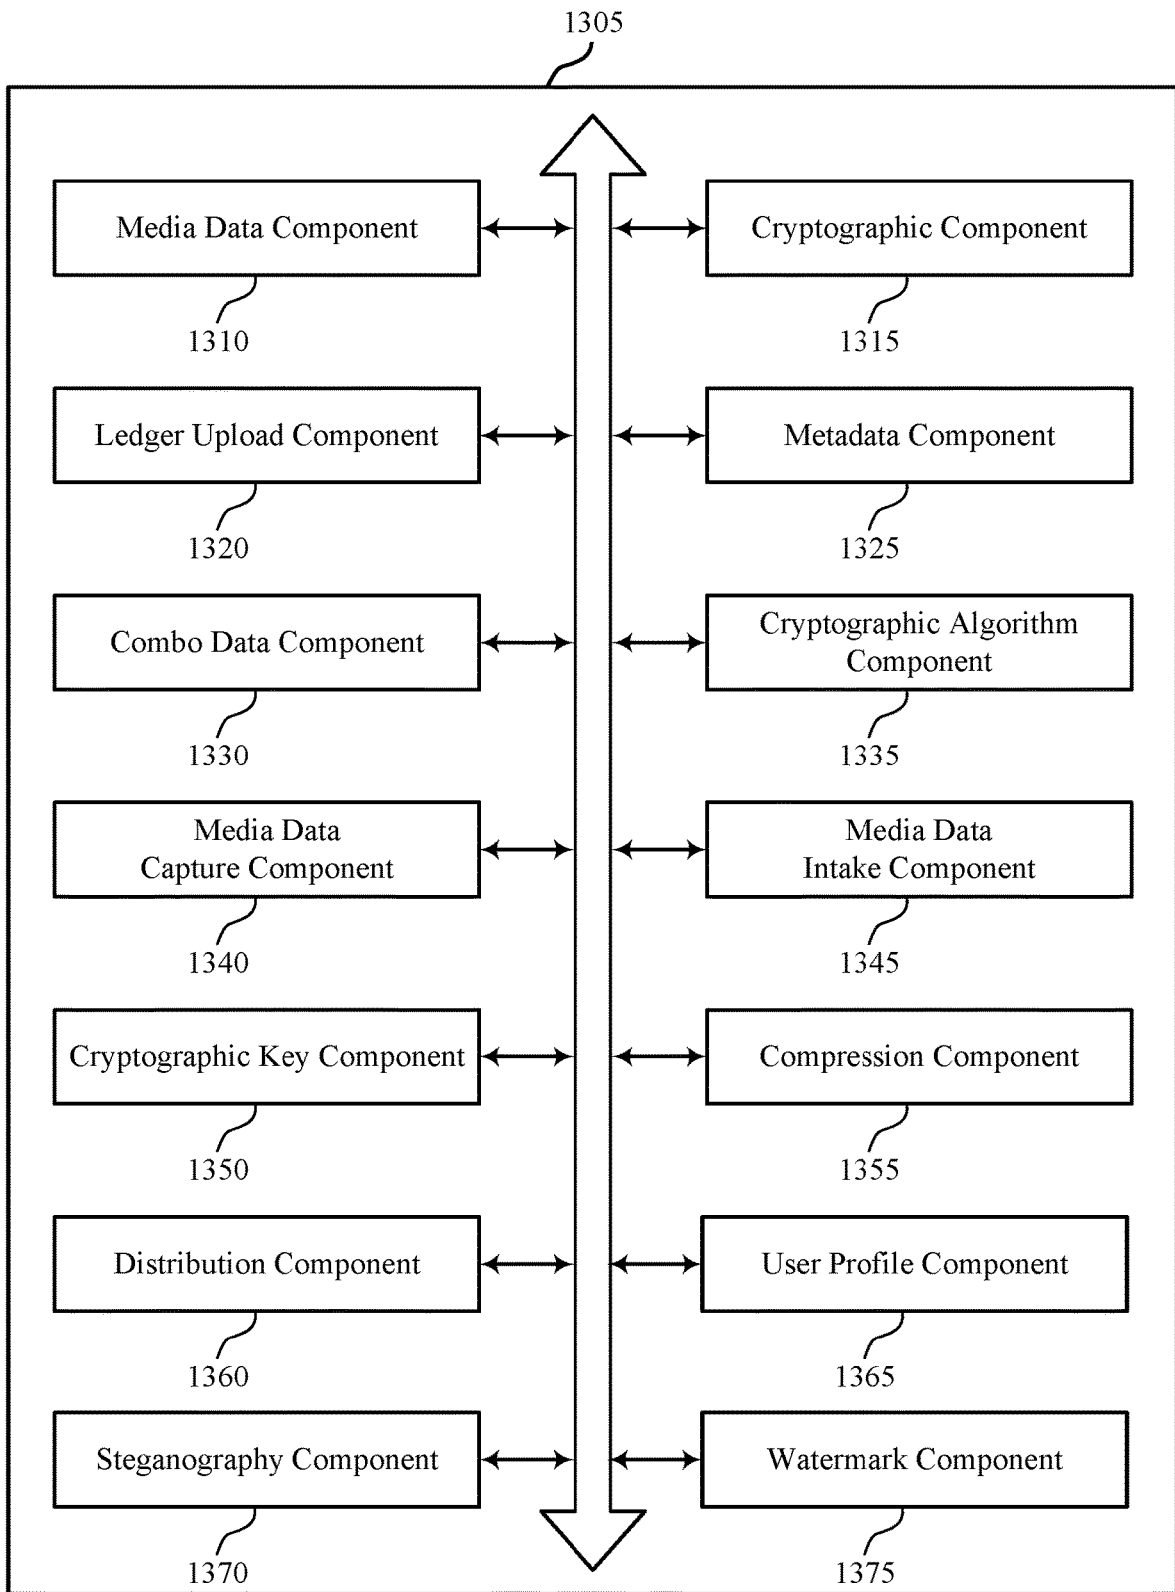 1305
Media Data Component
Cryptographic Component
1310
1315
Ledger Upload Component
Metadata Component
1320
1325
Combo Data Component
Cryptographic Algorithm
Component
1330
1335
Media Data
Capture Component
Media Data
Intake Component
1340
1345
Cryptographic Key Component
Compression Component
1350
1355
Distribution Component
User Profile Component
1360
1365
Steganography Component
Watermark Component
1370
1375